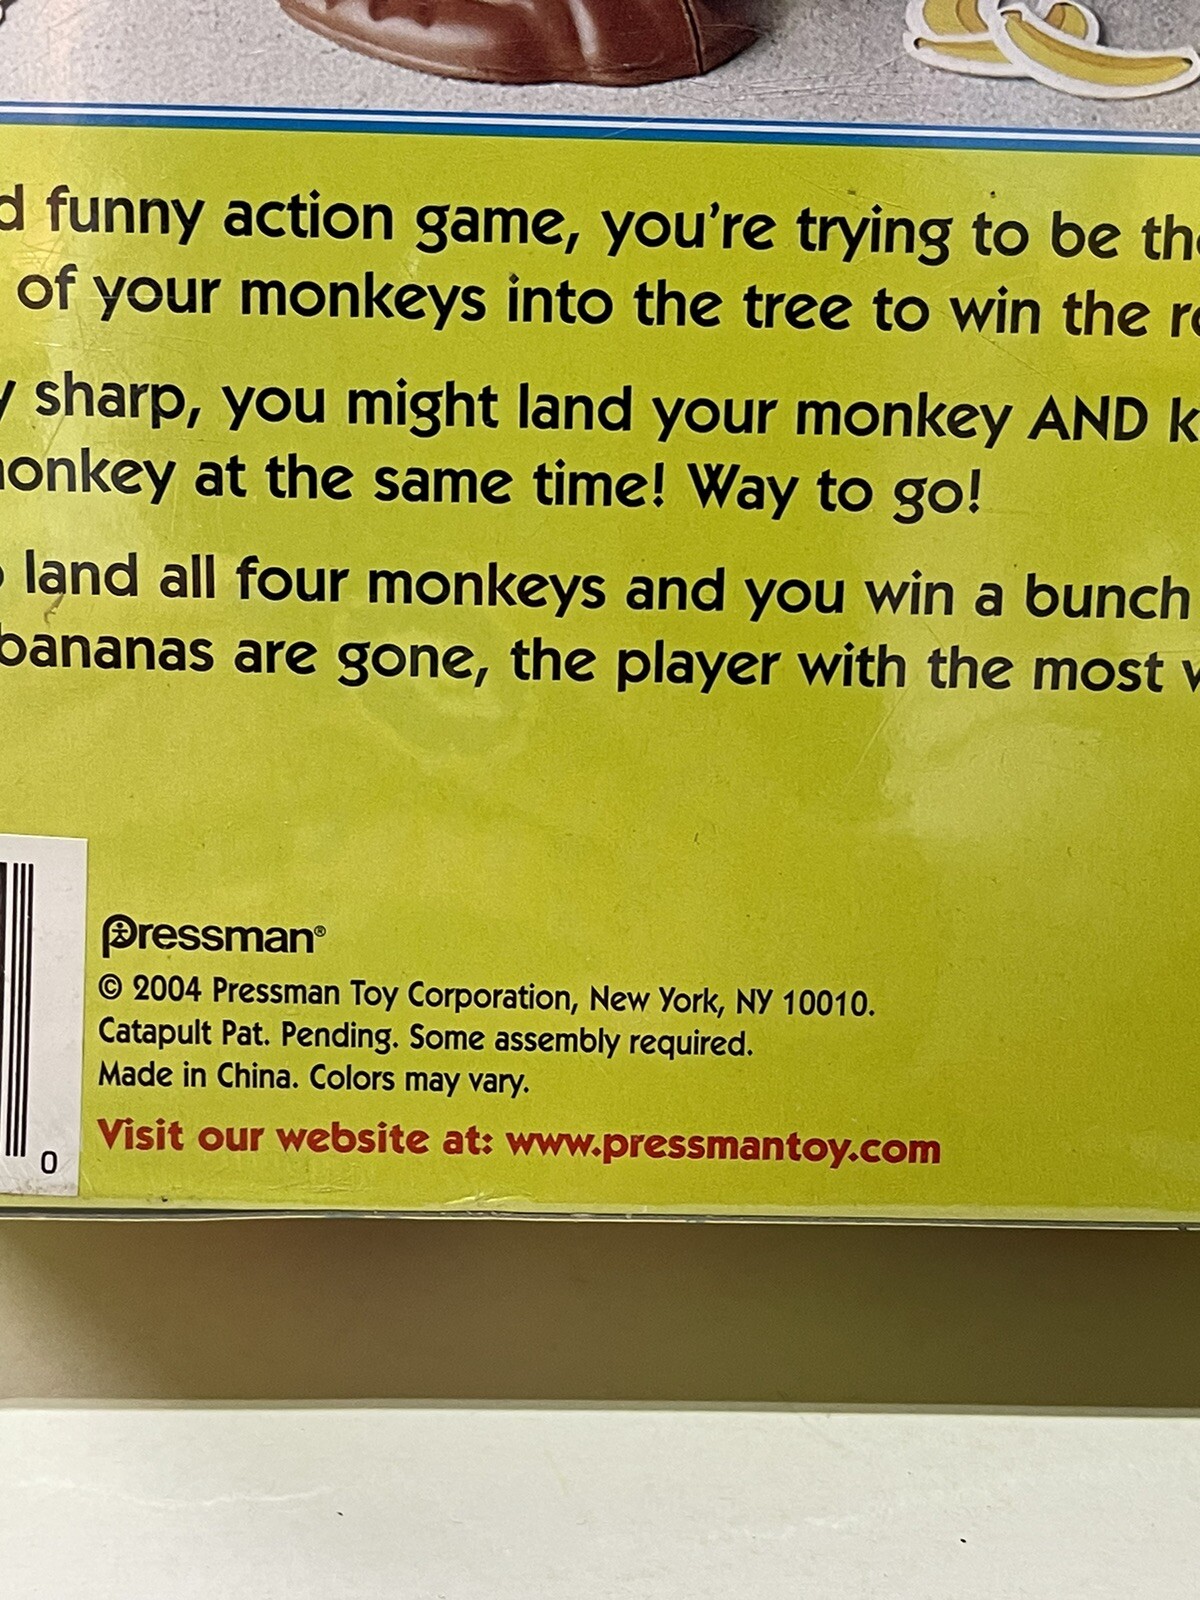 funny action game, you're trying to be
of your monkeys into the tree to win the
sharp, you might land your monkey AND
at the same time! Way to go!
land all four monkeys and you win a bunch
bananas are gone, the player with the most
pressman®
© 2004 Pressman Toy Corporation, New York, NY 10010.
Catapult Pat. Pending. Some assembly required.
Made in China. Colors may vary.
Visit our website at: www.pressmantoy.com
0